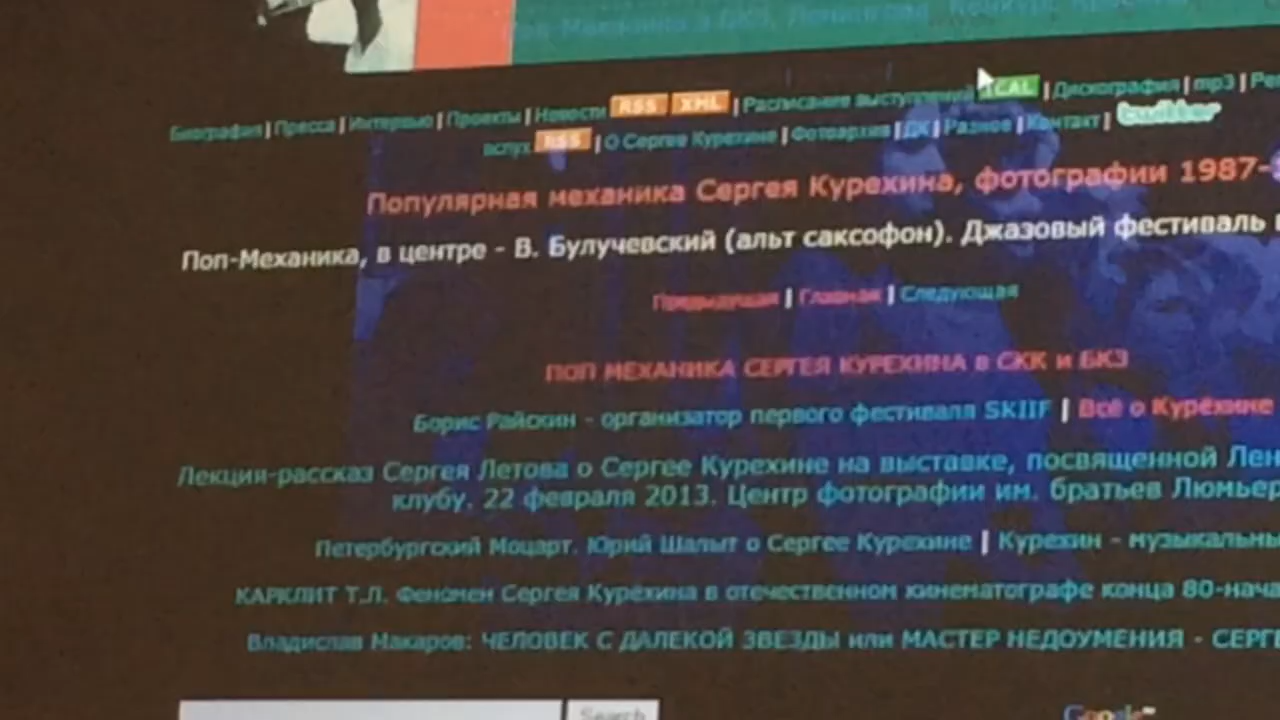 Биография | Пресса | Интервью | Проекты | Новости RSS XML | Расписание выступлений iCAL | Дискография | mp3 |
вслух RSS | О Сергее Курехине | Фотоархив | ДК | Разное | Контакт | twitter
Популярная механика Сергея Курехина, фотографии 1987-
Поп-Механика, в центре - В. Булучевский (альт саксофон). Джазовый фестиваль
Предыдущая | Главная | Следующая
ПОП МЕХАНИКА СЕРГЕЯ КУРЕХИНА в СКК и БКЗ
Борис Райскин - организатор первого фестиваля SKIIF | Всё о Курёхине
Лекция-рассказ Сергея Летова о Сергее Курехине на выставке, посвященной Лен
клубу. 22 февраля 2013. Центр фотографии им. братьев Люмьер
Петербургский Моцарт. Юрий Шалыт о Сергее Курехине | Курехин - музыкальны
КАРКЛИТ Т.Л. Феномен Сергея Курёхина в отечественном кинематографе конца 80-нача
Владислав Макаров: ЧЕЛОВЕК С ДАЛЕКОЙ ЗВЕЗДЫ или МАСТЕР НЕДОУМЕНИЯ - СЕРГЕ
Search Google